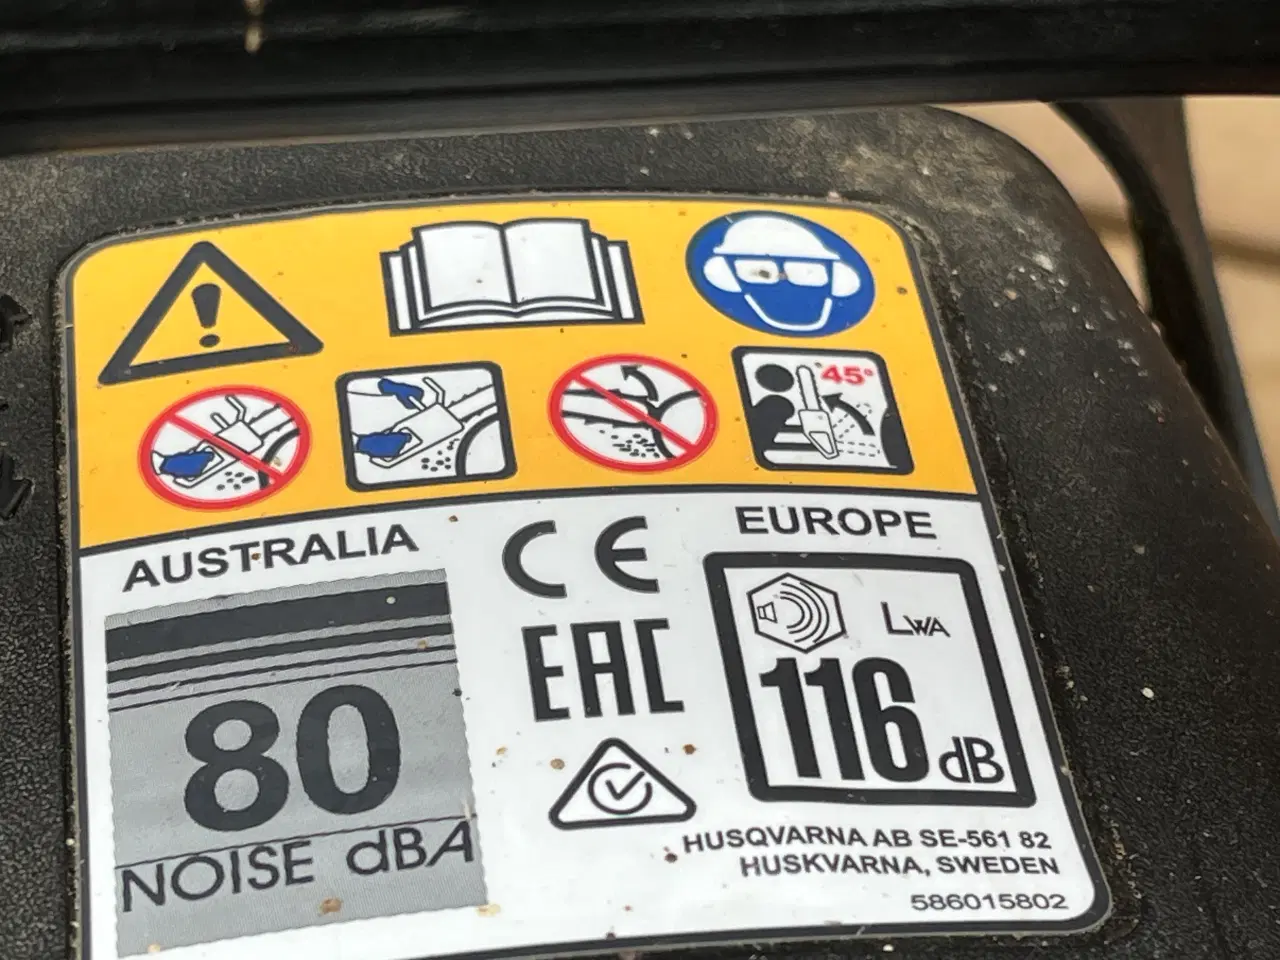 45°
AUSTRALIA
80
NOISE dBA
CE
EAC
EUROPE
LWA
116 dB
HUSQVARNA AB SE-561 82
HUSKVARNA, SWEDEN
586015802